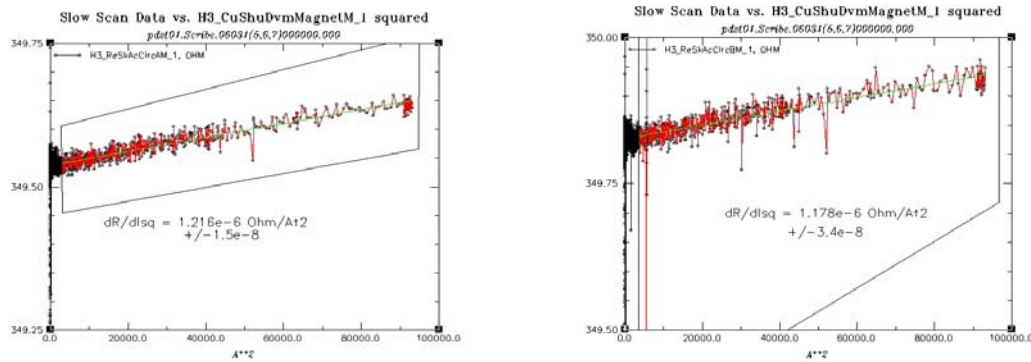 Slow Scan Data vs. H3_CuShuDvmMagnetM_1 squared
pdat01.Scribe.06031(5,6,7)000000.000
349.75
H3_ReSkAcCircAM_1, OHM
349.50
dR/dIsq = 1.216e-6 Ohm/A†2
+/-1.5e-8
349.25
0.0 20000.0 40000.0 60000.0 80000.0 100000.0
A**2
Slow Scan Data vs. H3_CuShuDvmMagnetM_1 squared
pdat01.Scribe.06031(5,6,7)000000.000
350.00
H3_ReSkAcCircBM_1, OHM
349.75
dR/dIsq = 1.178e-6 Ohm/A†2
+/-3.4e-8
349.50
0.0 20000.0 40000.0 60000.0 80000.0 100000.0
A**2